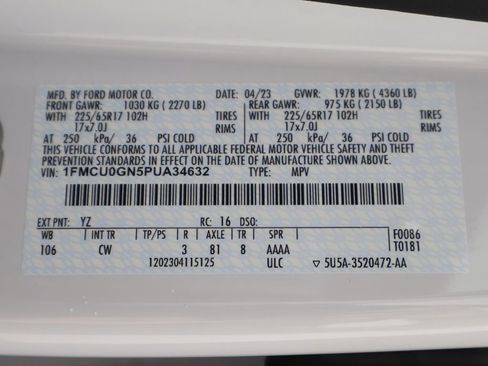 MFD. BY FORD MOTOR CO. DATE: 04/23 GVWR: 1978 KG ( 4360 LB)
FRONT GAWR: 1030 KG ( 2270 LB) REAR GAWR: 975 KG ( 2150 LB)
WITH 225/65R17 102H TIRES WITH 225/65R17 102H TIRES
17x7.0J RIMS 17x7.0J RIMS
AT 250 kPa/ 36 PSI COLD AT 250 kPa/ 36 PSI COLD
THIS VEHICLE CONFORMS TO ALL APPLICABLE FEDERAL MOTOR VEHICLE SAFETY AND THEFT
PREVENTION STANDARDS IN EFFECT ON THE DATE OF MANUFACTURE SHOWN ABOVE.
VIN: 1FMCU0GN5PUA34632 TYPE: MPV
EXT PNT: YZ RC: 16 DSO: F0086
WB INT TR TP/PS R AXLE TR SPR T0181
106 CW 3 81 8 AAAA
1202304115125 ULC ▽ 5U5A-3520472-AA